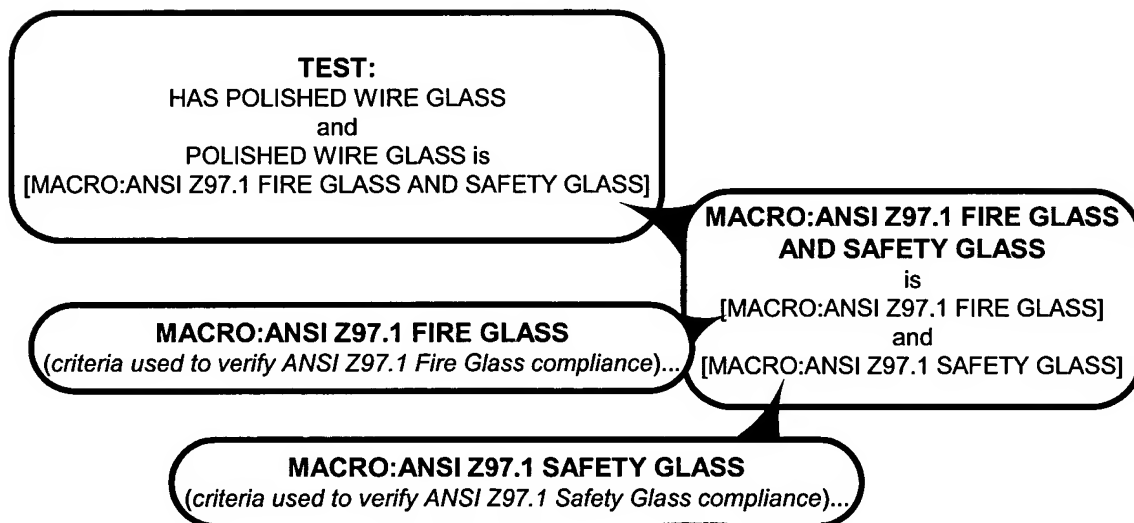 TEST:
HAS POLISHED WIRE GLASS
and
POLISHED WIRE GLASS is
[MACRO:ANSI Z97.1 FIRE GLASS AND SAFETY GLASS]
MACRO:ANSI Z97.1 FIRE GLASS
AND SAFETY GLASS
is
[MACRO:ANSI Z97.1 FIRE GLASS]
and
[MACRO:ANSI Z97.1 SAFETY GLASS]
MACRO:ANSI Z97.1 FIRE GLASS
(criteria used to verify ANSI Z97.1 Fire Glass compliance)...
MACRO:ANSI Z97.1 SAFETY GLASS
(criteria used to verify ANSI Z97.1 Safety Glass compliance)...